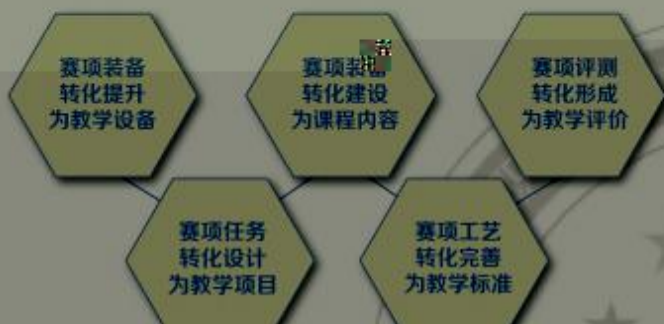 赛项装备
转化提升
为教学设备
赛项装备
转化建设
为课程内容
赛项评测
转化形成
为教学评价
赛项任务
转化设计
为教学项目
赛项工艺
转化完善
为教学标准